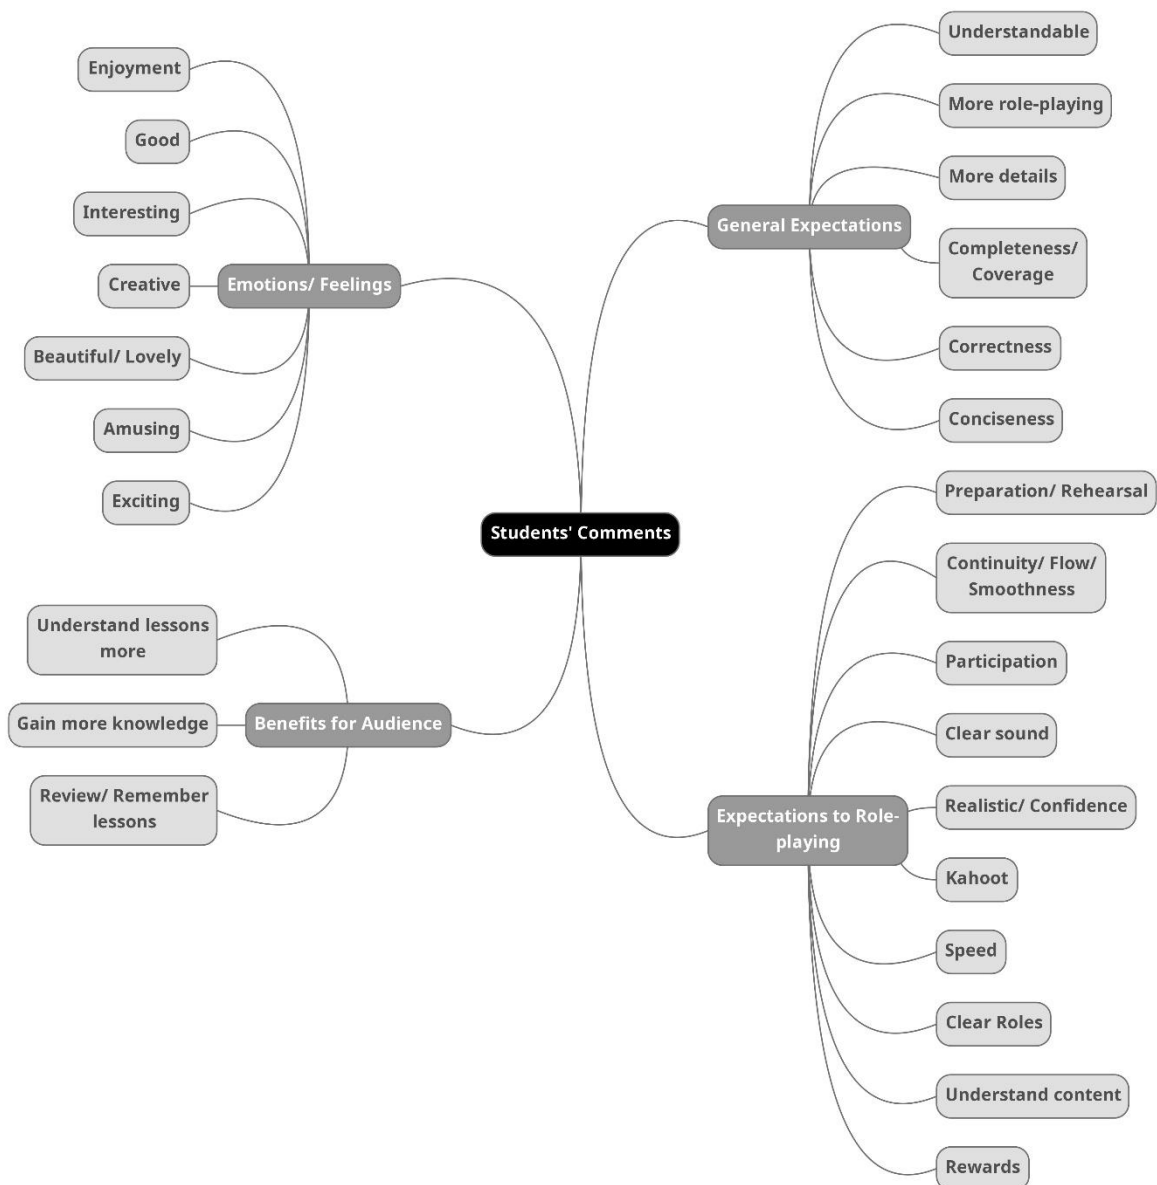 Students' Comments
Emotions/ Feelings
Enjoyment
Good
Interesting
Creative
Beautiful/ Lovely
Amusing
Exciting
Benefits for Audience
Understand lessons
more
Gain more knowledge
Review/ Remember
lessons
General Expectations
Understandable
More role-playing
More details
Completeness/
Coverage
Correctness
Conciseness
Expectations to Role-
playing
Preparation/ Rehearsal
Continuity/ Flow/
Smoothness
Participation
Clear sound
Realistic/ Confidence
Kahoot
Speed
Clear Roles
Understand content
Rewards